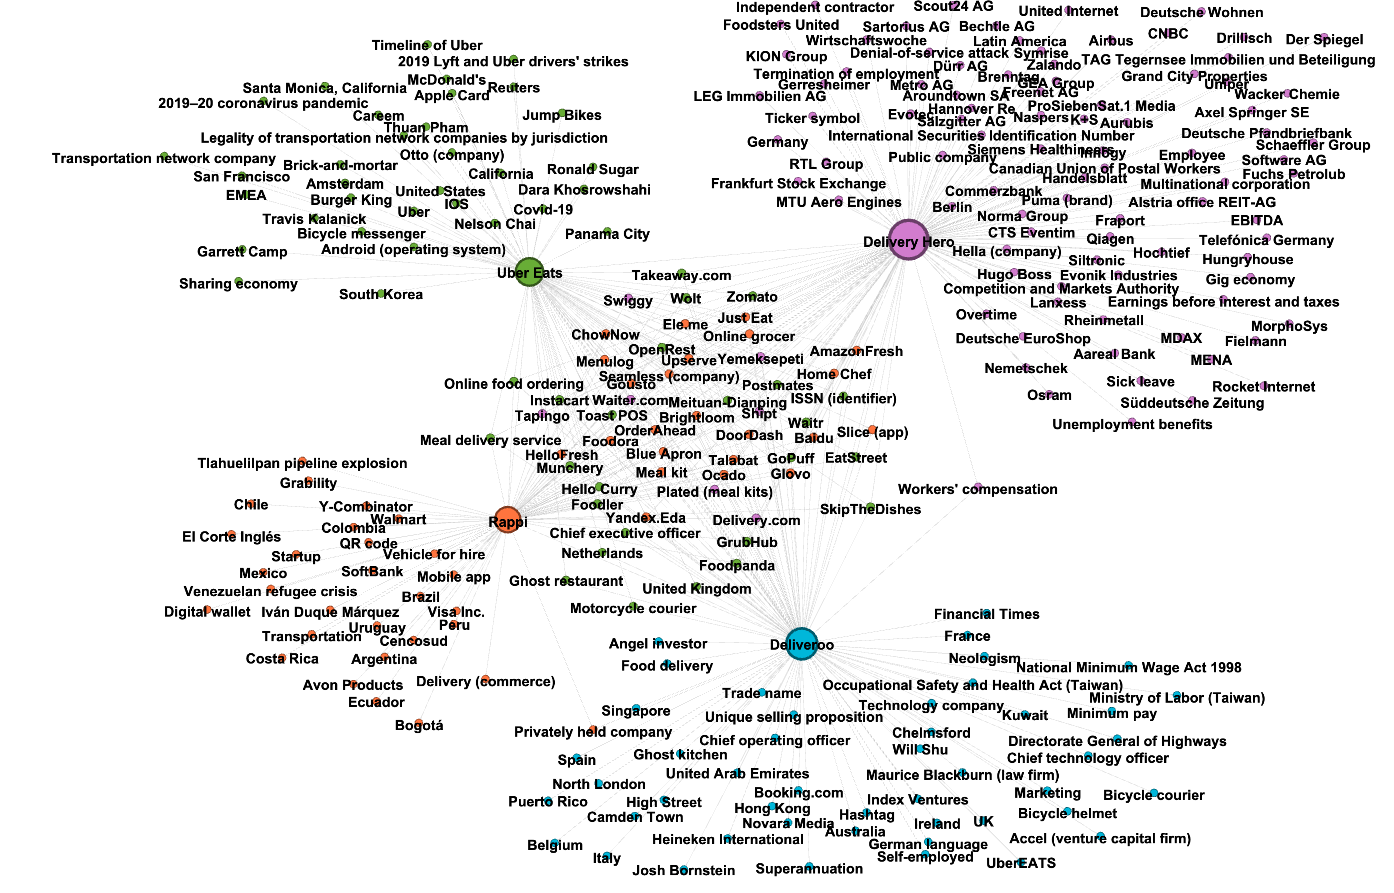 Independent contractor
Scout24 AG
United Internet
Deutsche Wohnen
Foodsters United
Sartorius AG
Bechtle AG
CNBC
Drillisch
Der Spiegel
Wirtschaftswoche
Latin America
Airbus
KION Group
Denial-of-service attack
Symrise
TAG Tegernsee Immobilien und Beteiligung
Dürr AG
Zalando
Termination of employment
Brenntag
Grand City Properties
Gerresheimer
Metro AG
GEA Group
Uniper
Freenet AG
LEG Immobilien AG
Aroundtown SA
Wacker Chemie
Hannover Re
ProSiebenSat.1 Media
Axel Springer SE
Ticker symbol
Evotec
Salzgitter AG
Naspers
K+S
Aurubis
International Securities Identification Number
Deutsche Pfandbriefbank
Germany
Siemens Healthineers
Innogy
Schaeffler Group
Public company
Employee
Software AG
RTL Group
Canadian Union of Postal Workers
Handelsblatt
Fuchs Petrolub
Frankfurt Stock Exchange
Multinational corporation
Commerzbank
MTU Aero Engines
Puma (brand)
Alstria office REIT-AG
Berlin
Norma Group
Fraport
EBITDA
CTS Eventim
Qiagen
Telefónica Germany
Delivery Hero
Hella (company)
Hochtief
Siltronic
Hungryhouse
Hugo Boss
Evonik Industries
Gig economy
Competition and Markets Authority
Lanxess
Earnings before interest and taxes
Overtime
Rheinmetall
MorphoSys
Deutsche EuroShop
MDAX
Fielmann
Aareal Bank
MENA
Nemetschek
Sick leave
Rocket Internet
Osram
Süddeutsche Zeitung
Unemployment benefits
Timeline of Uber
2019 Lyft and Uber drivers' strikes
McDonald's
Santa Monica, California
Reuters
Apple Card
2019–20 coronavirus pandemic
Careem
Jump Bikes
Thuan Pham
Legality of transportation network companies by jurisdiction
Otto (company)
Transportation network company
Brick-and-mortar
Ronald Sugar
San Francisco
California
Amsterdam
Dara Khosrowshahi
EMEA
United States
Burger King
IOS
Uber
Covid-19
Travis Kalanick
Nelson Chai
Bicycle messenger
Panama City
Garrett Camp
Android (operating system)
Uber Eats
Sharing economy
South Korea
Takeaway.com
Swiggy
Wolt
Zomato
Just Eat
Ele.me
ChowNow
Online grocer
OpenRest
AmazonFresh
Menulog
Upserve
Yemeksepeti
Seamless (company)
Home Chef
Online food ordering
Gousto
Postmates
Instacart
Waiter.com
Meituan-Dianping
ISSN (identifier)
Tapingo
Toast POS
Brightloom
Shipt
Waitr
OrderAhead
DoorDash
Baidu
Slice (app)
Meal delivery service
Foodora
HelloFresh
Blue Apron
Talabat
GoPuff
EatStreet
Munchery
Meal kit
Ocado
Glovo
Hello Curry
Plated (meal kits)
Workers' compensation
Foodler
SkipTheDishes
Yandex.Eda
Delivery.com
Chief executive officer
GrubHub
Netherlands
Foodpanda
Ghost restaurant
United Kingdom
Motorcycle courier
Tlahuelilpan pipeline explosion
Grability
Chile
Y-Combinator
Walmart
Rappi
Colombia
El Corte Inglés
QR code
Startup
Vehicle for hire
Mexico
SoftBank
Mobile app
Venezuelan refugee crisis
Brazil
Digital wallet
Iván Duque Márquez
Visa Inc.
Uruguay
Peru
Transportation
Cencosud
Costa Rica
Argentina
Avon Products
Delivery (commerce)
Ecuador
Bogotá
Privately held company
Financial Times
France
Angel investor
Deliveroo
Neologism
Food delivery
National Minimum Wage Act 1998
Trade name
Occupational Safety and Health Act (Taiwan)
Ministry of Labor (Taiwan)
Technology company
Singapore
Unique selling proposition
Kuwait
Minimum pay
Chelmsford
Chief operating officer
Directorate General of Highways
Will Shu
Ghost kitchen
Chief technology officer
Spain
United Arab Emirates
Maurice Blackburn (law firm)
North London
Booking.com
Marketing
Bicycle courier
Puerto Rico
High Street
Index Ventures
Hong Kong
Camden Town
Hashtag
Bicycle helmet
Novara Media
Ireland
UK
Australia
Heineken International
Accel (venture capital firm)
Belgium
German language
Italy
Self-employed
UberEATS
Josh Bornstein
Superannuation